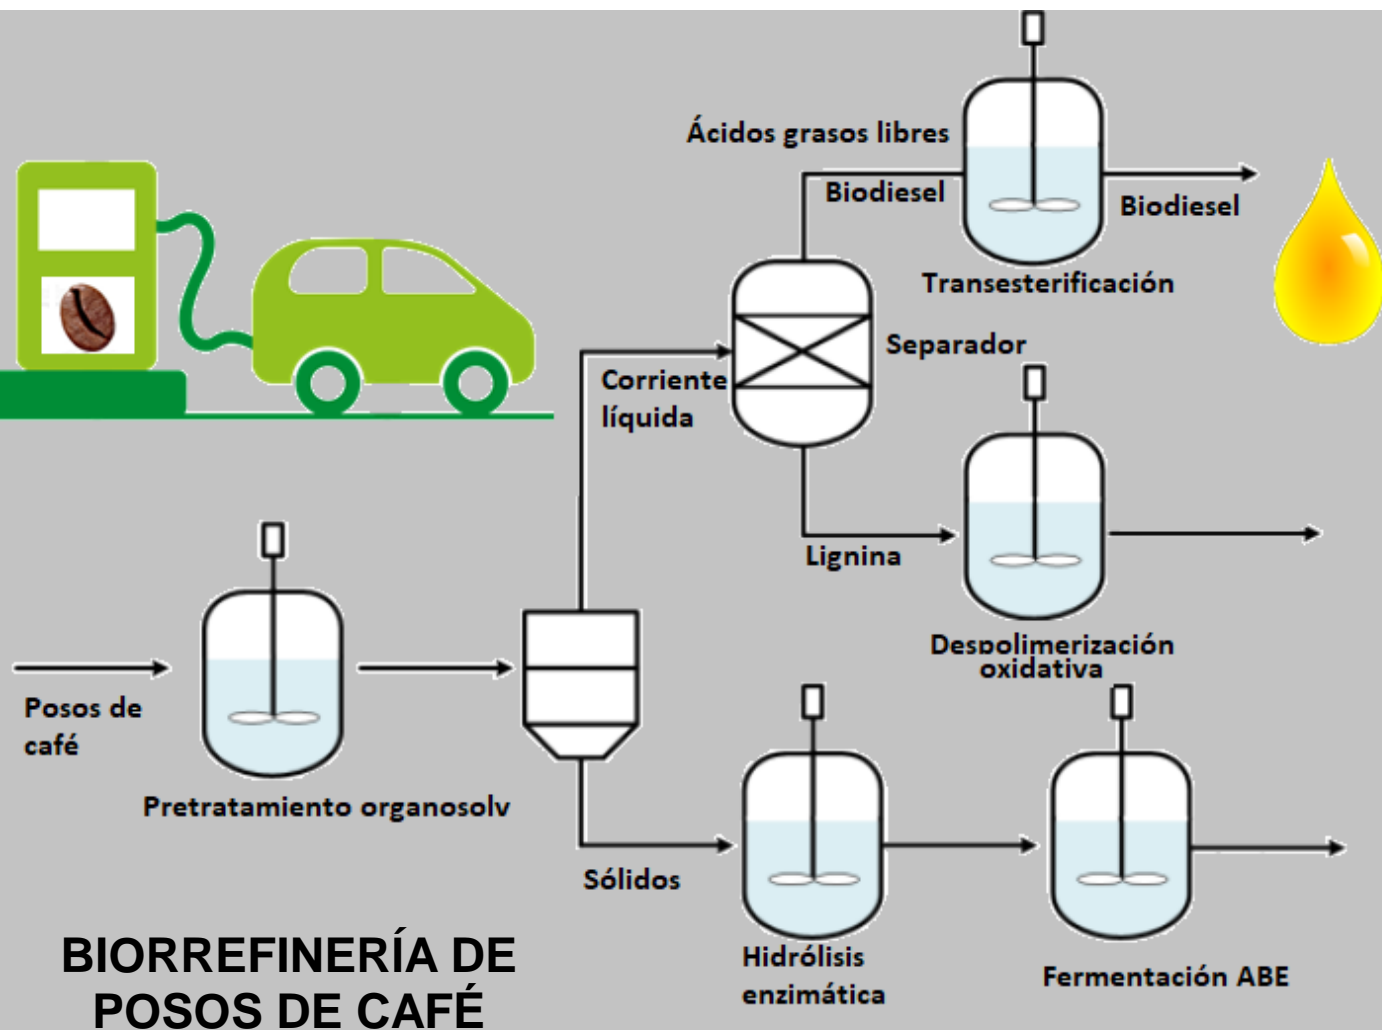 Ácidos grasos libres
Biodiesel
Biodiesel
Transesterificación
Separador
Corriente
líquida
Lignina
Despolimerización
oxidativa
Posos de
café
Pretratamiento organosolv
Sólidos
Hidrólisis
enzimática
Fermentación ABE
BIORREFINERÍA DE
POSOS DE CAFÉ